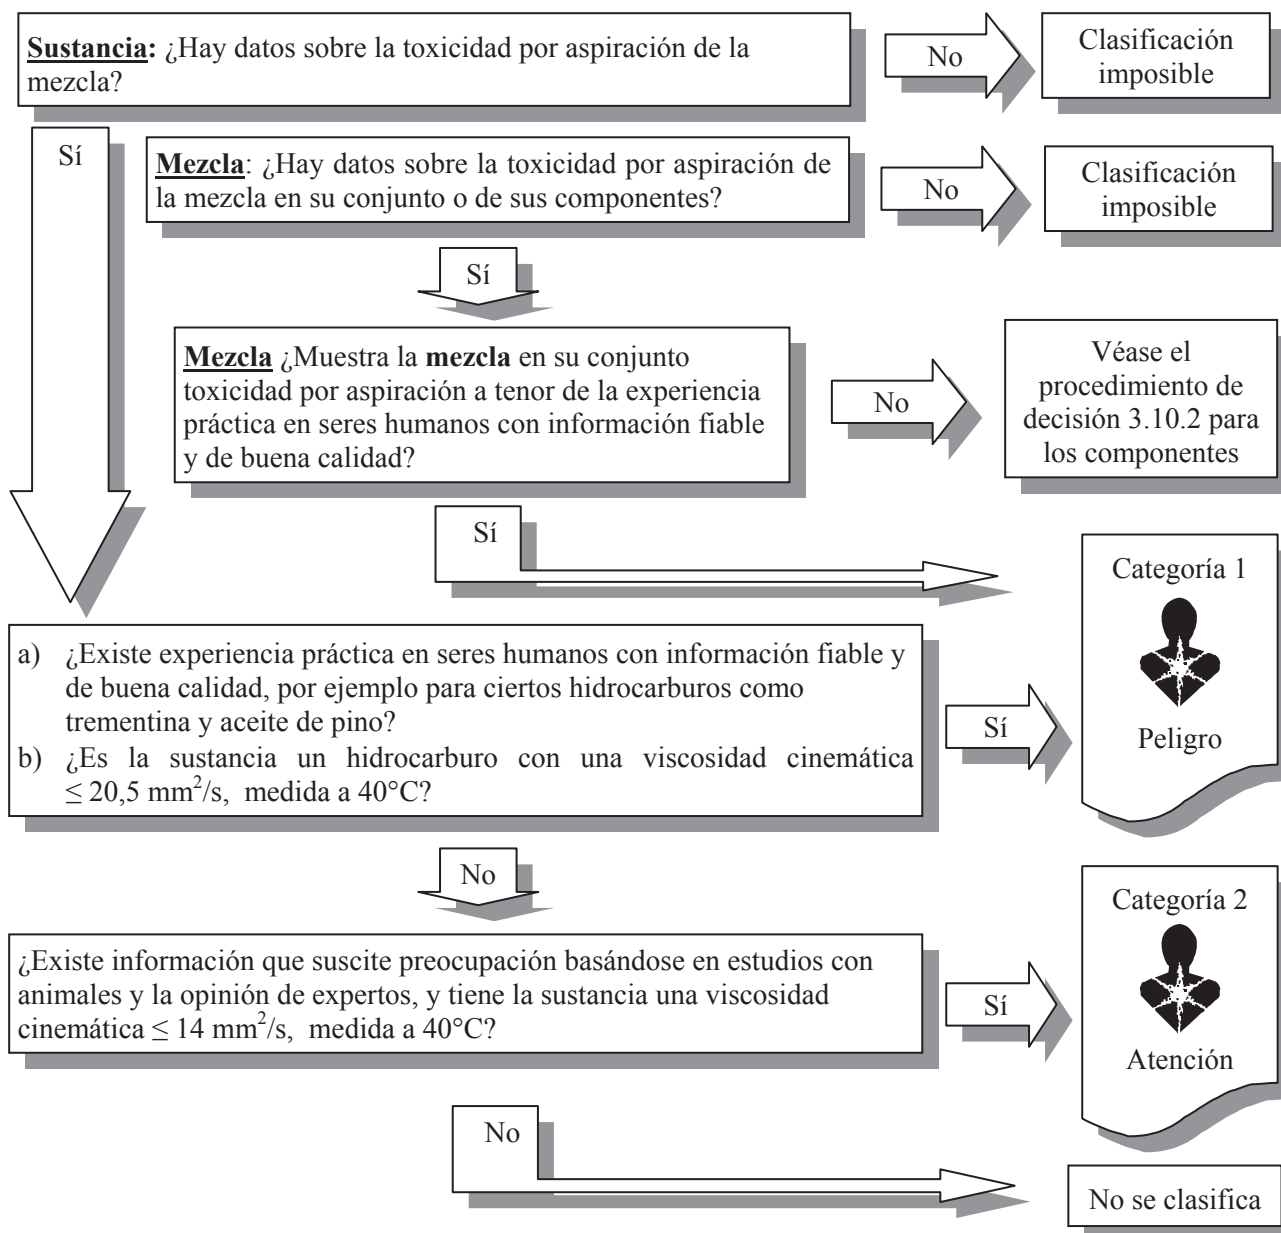 Sustancia: ¿Hay datos sobre la toxicidad por aspiración de la
mezcla?
No
Clasificación
imposible
Sí
Mezcla: ¿Hay datos sobre la toxicidad por aspiración de
la mezcla en su conjunto o de sus componentes?
No
Clasificación
imposible
Sí
Mezcla ¿Muestra la mezcla en su conjunto
toxicidad por aspiración a tenor de la experiencia
práctica en seres humanos con información fiable
y de buena calidad?
No
Véase el
procedimiento de
decisión 3.10.2 para
los componentes
Sí
Categoría 1
Peligro
a) ¿Existe experiencia práctica en seres humanos con información fiable y
de buena calidad, por ejemplo para ciertos hidrocarburos como
trementina y aceite de pino?
b) ¿Es la sustancia un hidrocarburo con una viscosidad cinemática
≤ 20,5 mm²/s, medida a 40°C?
Sí
No
Categoría 2
Atención
¿Existe información que suscite preocupación basándose en estudios con
animales y la opinión de expertos, y tiene la sustancia una viscosidad
cinemática ≤ 14 mm²/s, medida a 40°C?
Sí
No
No se clasifica